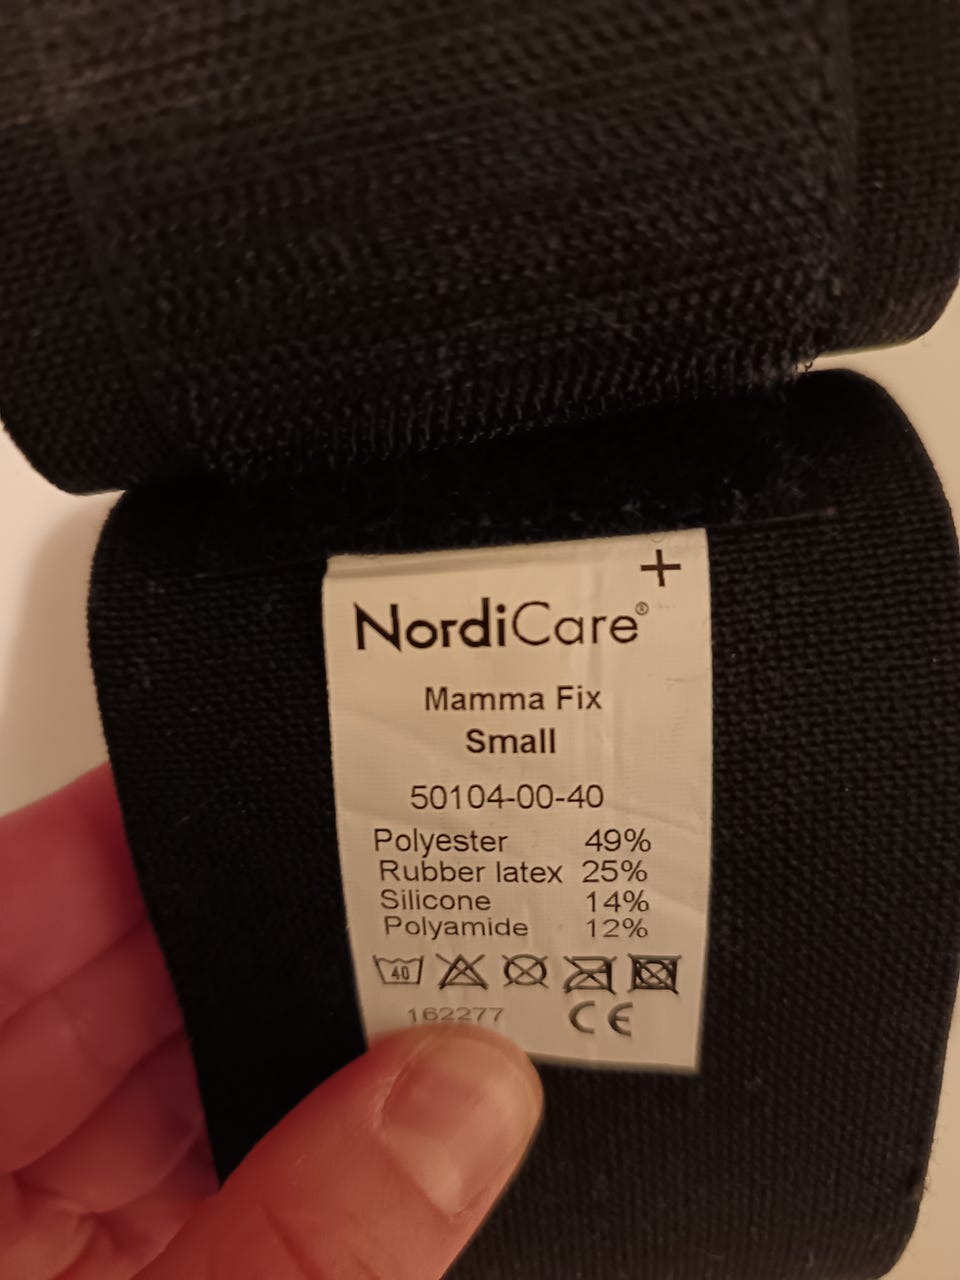 +
NordiCare®
Mamma Fix
Small
50104-00-40
Polyester 49%
Rubber latex 25%
Silicone 14%
Polyamide 12%
40
162277 CE